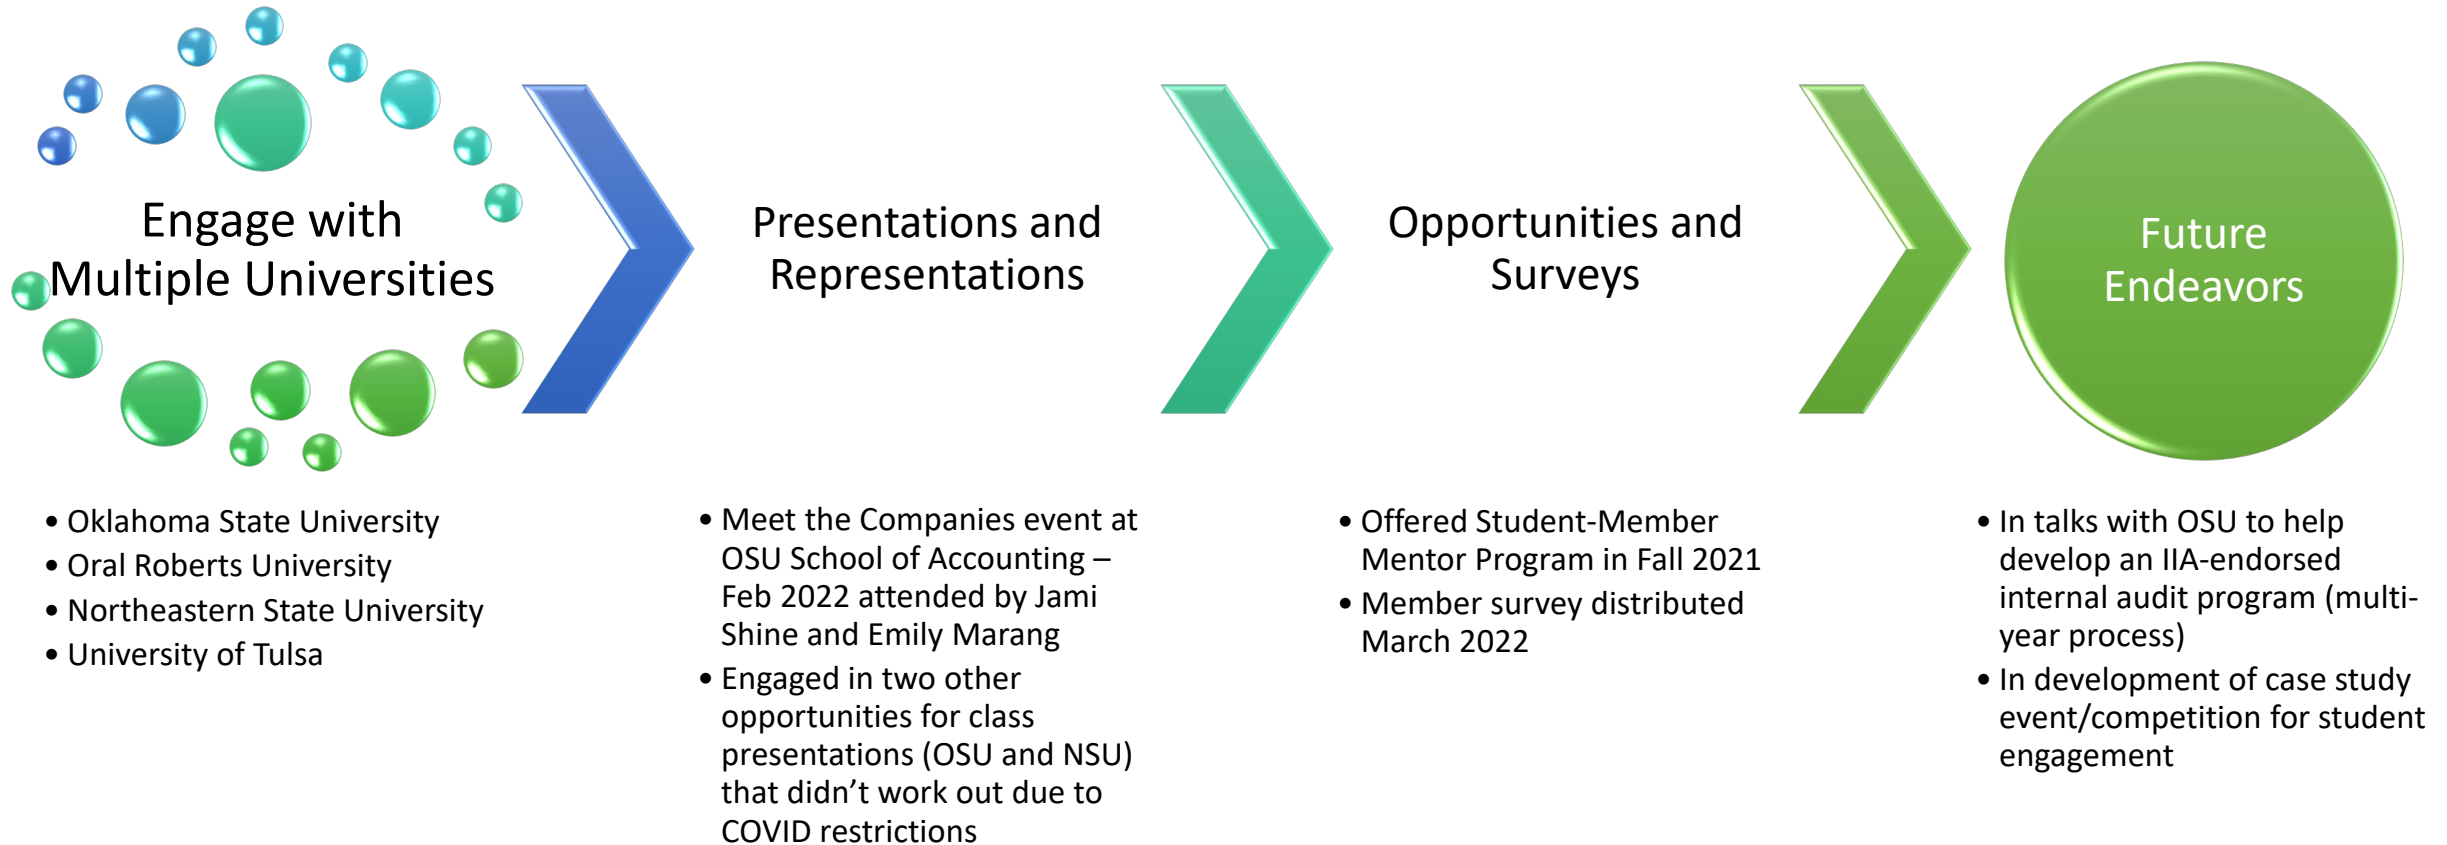 Engage with
Multiple Universities
• Oklahoma State University
• Oral Roberts University
• Northeastern State University
• University of Tulsa
Presentations and
Representations
• Meet the Companies event at
OSU School of Accounting –
Feb 2022 attended by Jami
Shine and Emily Marang
• Engaged in two other
opportunities for class
presentations (OSU and NSU)
that didn’t work out due to
COVID restrictions
Opportunities and
Surveys
• Offered Student-Member
Mentor Program in Fall 2021
• Member survey distributed
March 2022
Future
Endeavors
• In talks with OSU to help
develop an IIA-endorsed
internal audit program (multi-
year process)
• In development of case study
event/competition for student
engagement